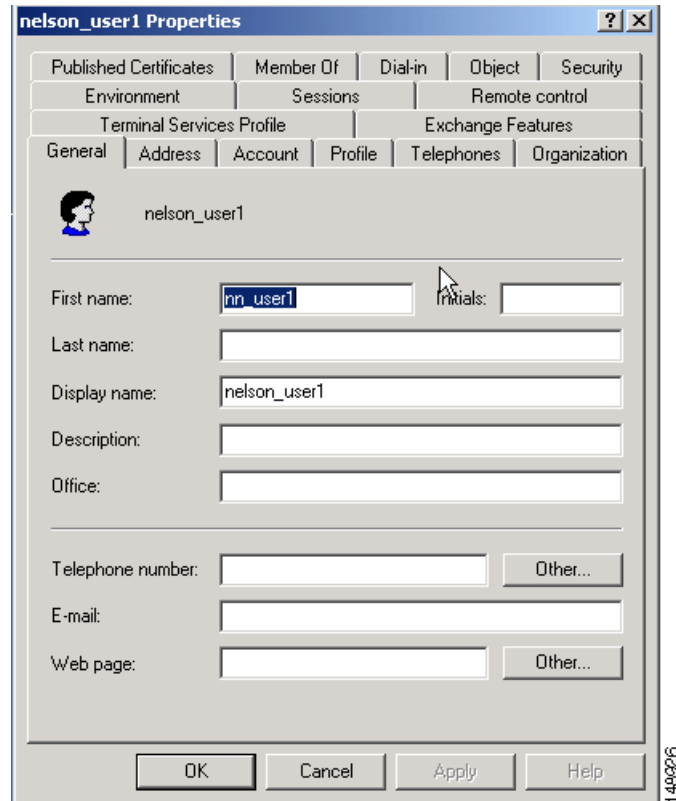 nelson_user1 Properties
Published Certificates Member Of Dial-in Object Security
Environment Sessions Remote control
Terminal Services Profile Exchange Features
General Address Account Profile Telephones Organization
nelson_user1
First name: nn_user1 Initials:
Last name:
Display name: nelson_user1
Description:
Office:
Telephone number: Other...
E-mail:
Web page: Other...
OK Cancel Apply Help
148926